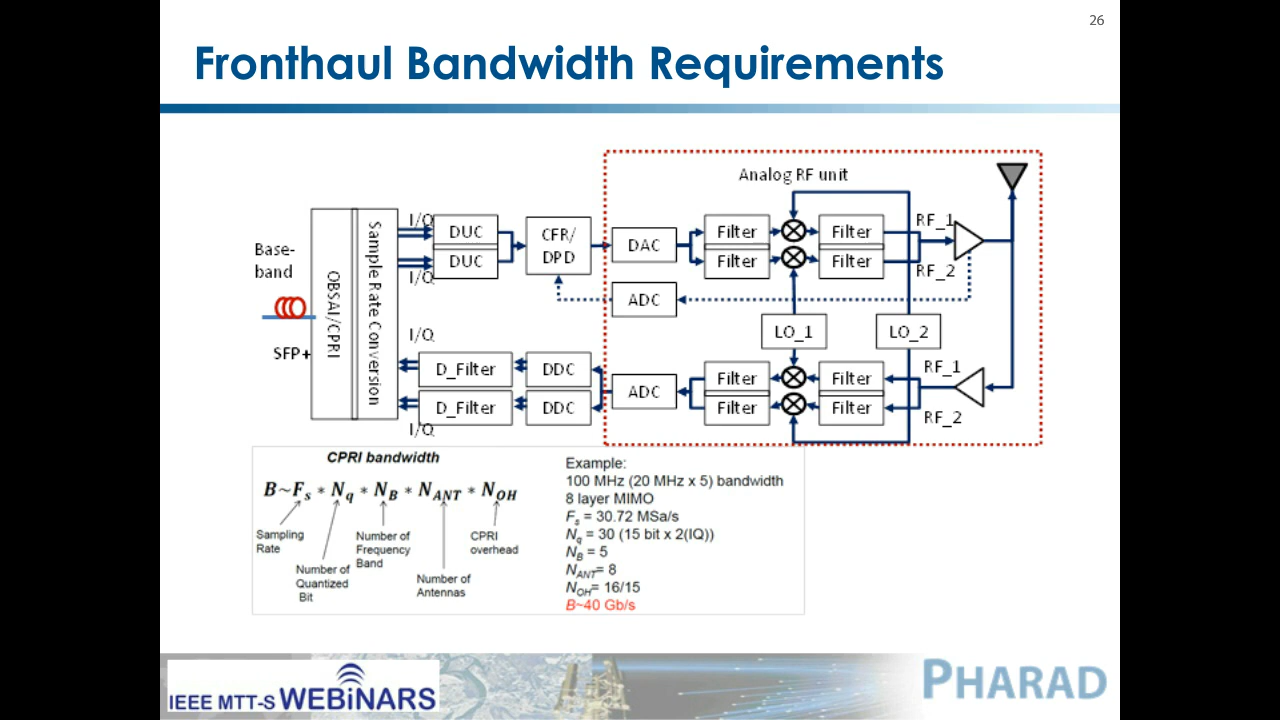 26
Fronthaul Bandwidth Requirements
Analog RF unit
Base-
band
SFP+
OBSAI/CPRI
Sample Rate Conversion
I/Q
DUC
DUC
I/Q
CFR/
DPD
DAC
ADC
Filter
Filter
Filter
Filter
RF_1
RF_2
LO_1
LO_2
I/Q
D_Filter
D_Filter
I/Q
DDC
DDC
ADC
Filter
Filter
Filter
Filter
RF_1
RF_2
CPRI bandwidth
B~F_s * N_q * N_B * N_ANT * N_OH
Sampling
Rate
Number of
Quantized
Bit
Number of
Frequency
Band
Number of
Antennas
CPRI
overhead
Example:
100 MHz (20 MHz x 5) bandwidth
8 layer MIMO
F_s = 30.72 MSa/s
N_q = 30 (15 bit x 2(IQ))
N_B = 5
N_ANT= 8
N_OH= 16/15
B~40 Gb/s
IEEE MTT-S WEBiNARS
PHARAD